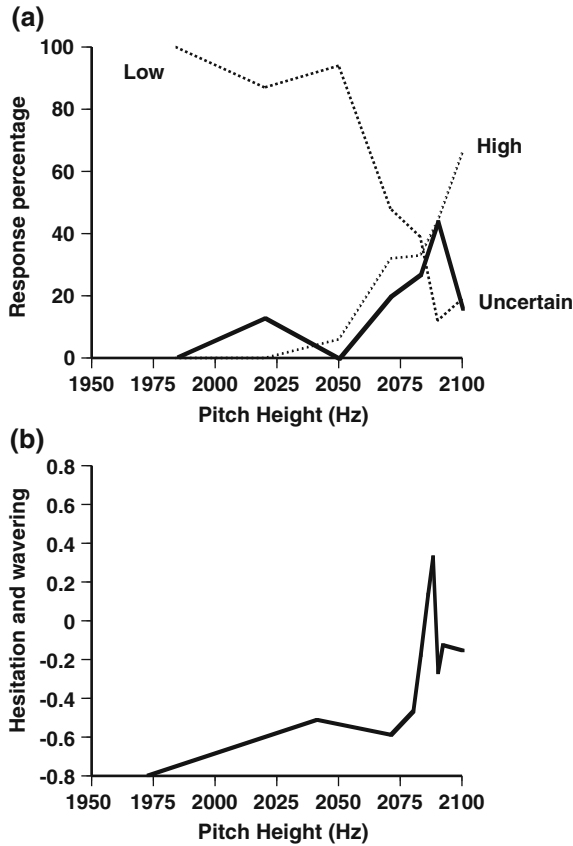 (a)
100
80
60
40
20
0
Response percentage
Low
High
Uncertain
1950 1975 2000 2025 2050 2075 2100
Pitch Height (Hz)
(b)
0.8
0.6
0.4
0.2
0
-0.2
-0.4
-0.6
-0.8
Hesitation and wavering
1950 1975 2000 2025 2050 2075 2100
Pitch Height (Hz)